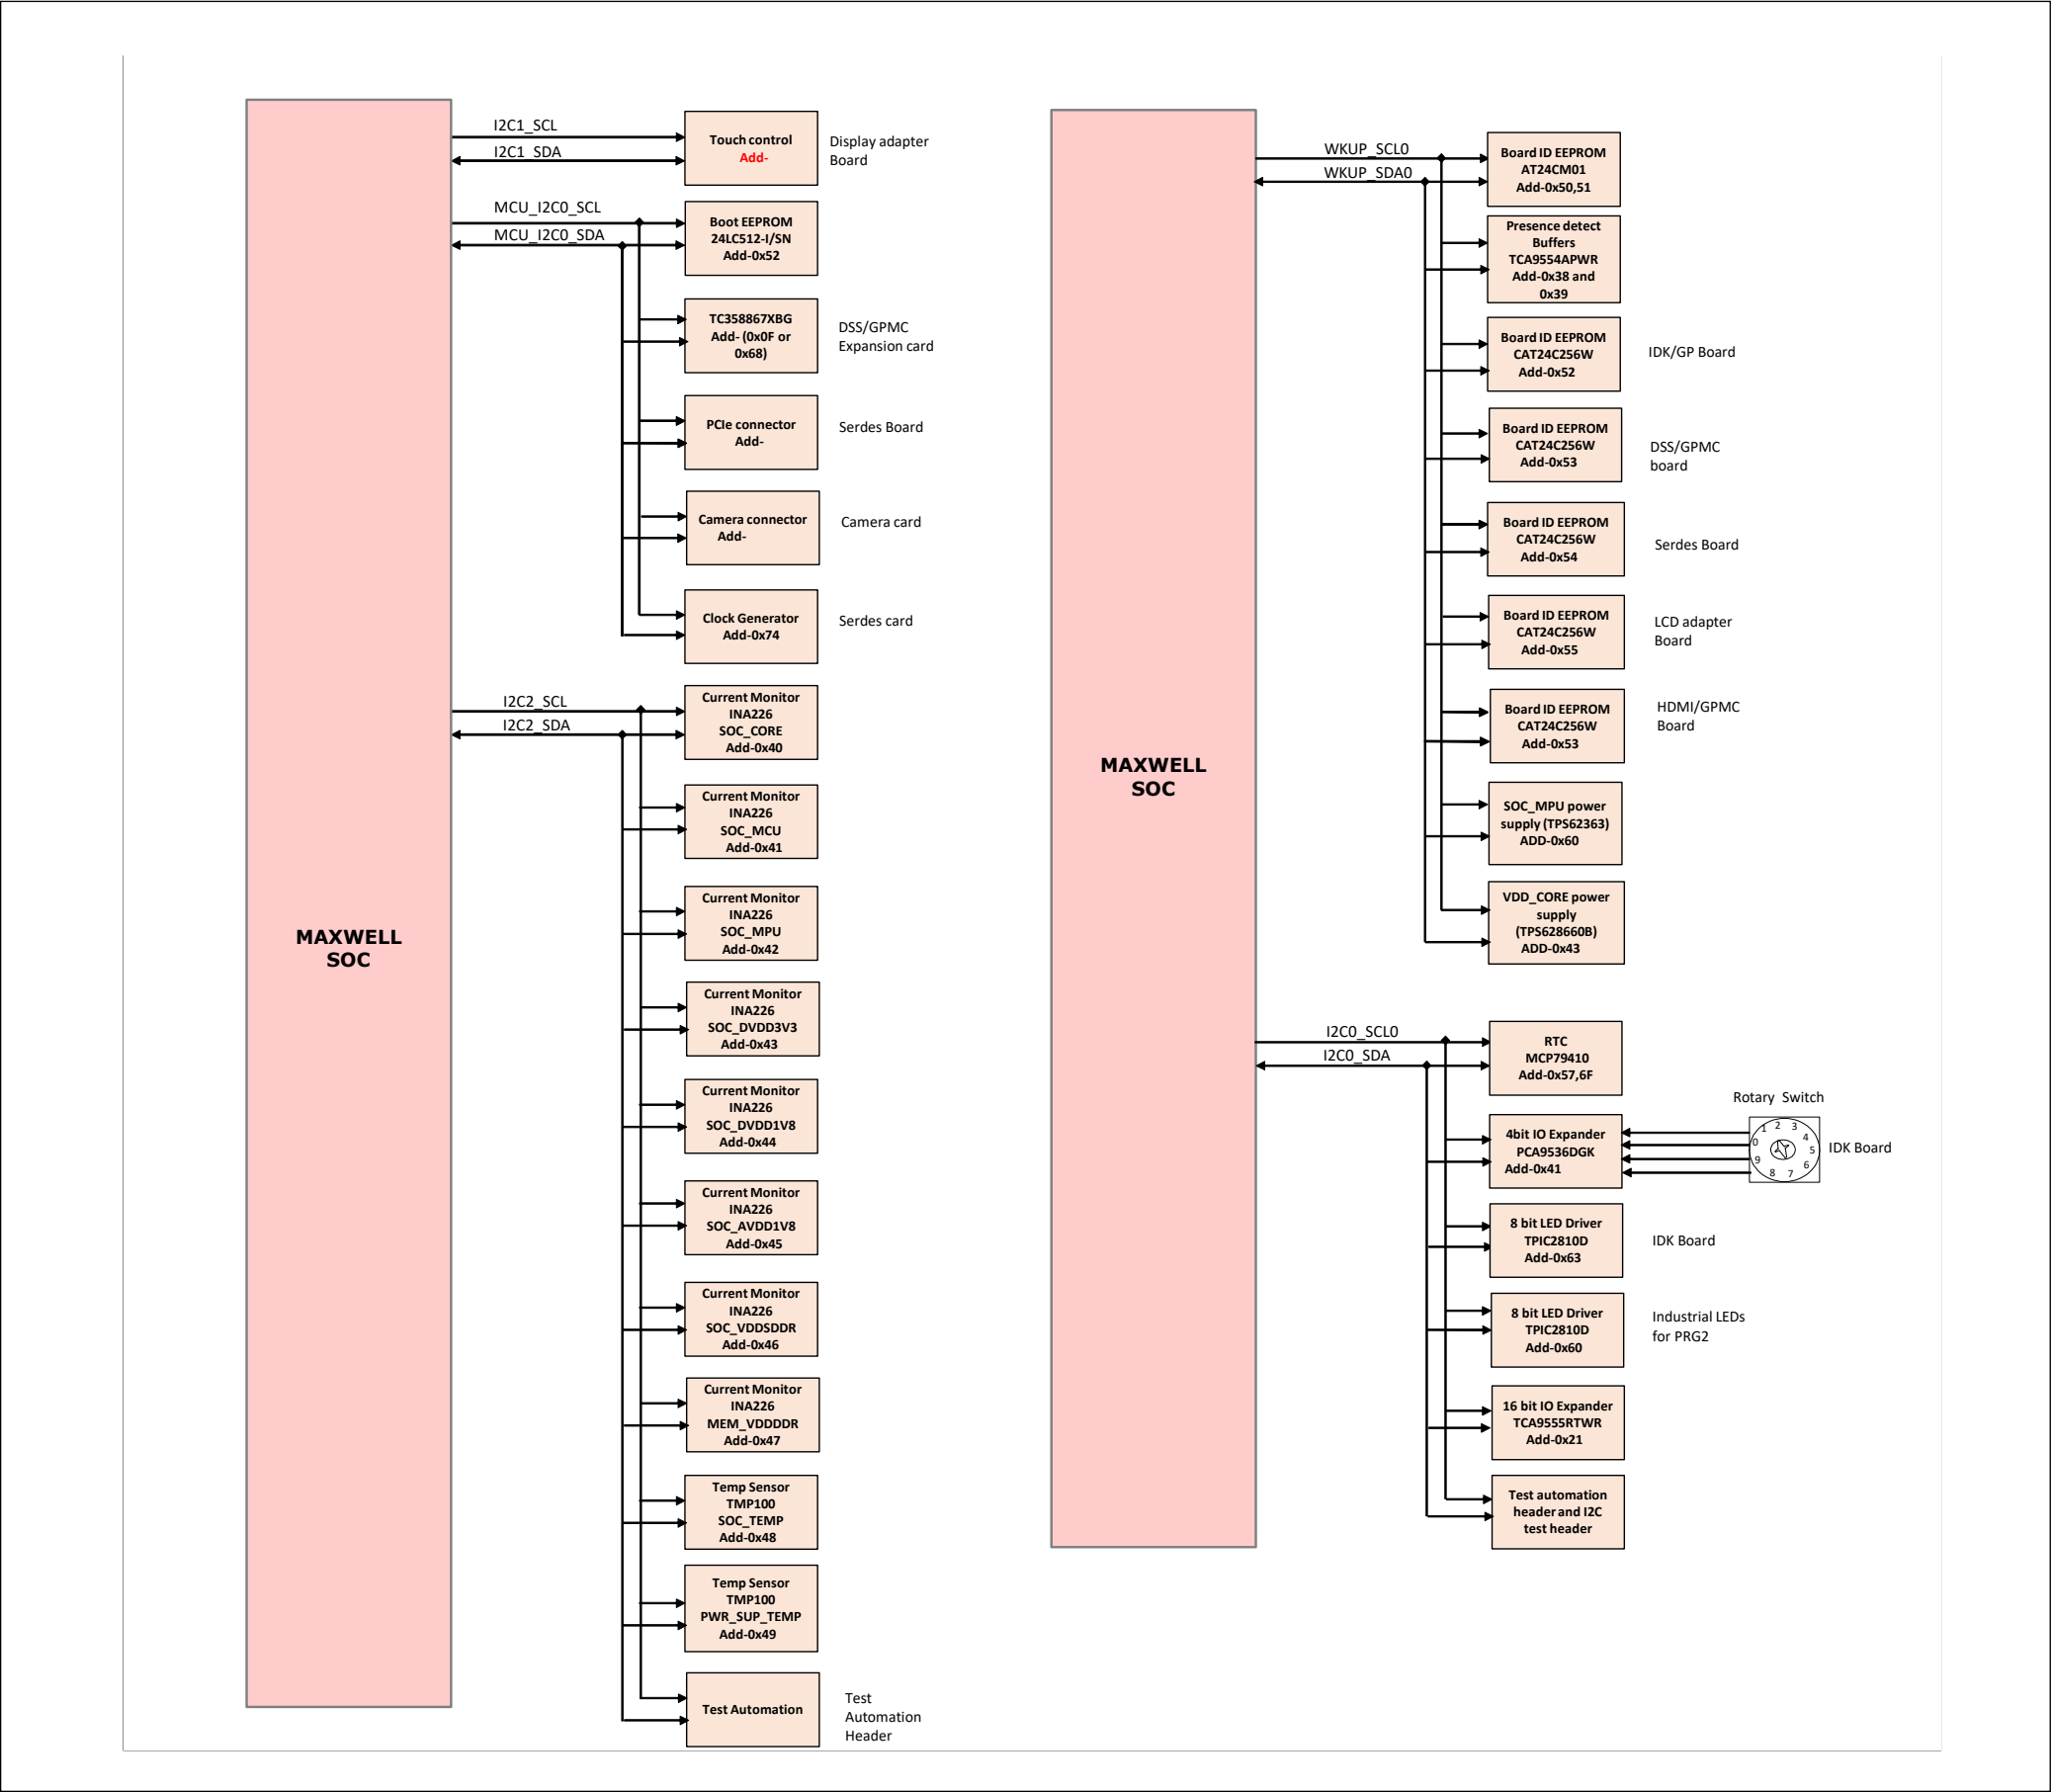 MAXWELL
SOC
I2C1_SCL
I2C1_SDA
Touch control
Add-
Display adapter
Board
MCU_I2C0_SCL
MCU_I2C0_SDA
Boot EEPROM
24LC512-I/SN
Add-0x52
TC358867XBG
Add- (0x0F or
0x68)
DSS/GPMC
Expansion card
PCIe connector
Add-
Serdes Board
Camera connector
Add-
Camera card
Clock Generator
Add-0x74
Serdes card
I2C2_SCL
I2C2_SDA
Current Monitor
INA226
SOC_CORE
Add-0x40
Current Monitor
INA226
SOC_MCU
Add-0x41
Current Monitor
INA226
SOC_MPU
Add-0x42
Current Monitor
INA226
SOC_DVDD3V3
Add-0x43
Current Monitor
INA226
SOC_DVDD1V8
Add-0x44
Current Monitor
INA226
SOC_AVDD1V8
Add-0x45
Current Monitor
INA226
SOC_VDDSDDR
Add-0x46
Current Monitor
INA226
MEM_VDDDDR
Add-0x47
Temp Sensor
TMP100
SOC_TEMP
Add-0x48
Temp Sensor
TMP100
PWR_SUP_TEMP
Add-0x49
Test Automation
Test
Automation
Header
MAXWELL
SOC
WKUP_SCL0
WKUP_SDA0
Board ID EEPROM
AT24CM01
Add-0x50,51
Presence detect
Buffers
TCA9554APWR
Add-0x38 and
0x39
Board ID EEPROM
CAT24C256W
Add-0x52
IDK/GP Board
Board ID EEPROM
CAT24C256W
Add-0x53
DSS/GPMC
board
Board ID EEPROM
CAT24C256W
Add-0x54
Serdes Board
Board ID EEPROM
CAT24C256W
Add-0x55
LCD adapter
Board
Board ID EEPROM
CAT24C256W
Add-0x53
HDMI/GPMC
Board
SOC_MPU power
supply (TPS62363)
ADD-0x60
VDD_CORE power
supply
(TPS628660B)
ADD-0x43
I2C0_SCL0
I2C0_SDA
RTC
MCP79410
Add-0x57,6F
4bit IO Expander
PCA9536DGK
Add-0x41
Rotary Switch
0
1
2
3
4
5
6
7
8
9
IDK Board
8 bit LED Driver
TPIC2810D
Add-0x63
IDK Board
8 bit LED Driver
TPIC2810D
Add-0x60
Industrial LEDs
for PRG2
16 bit IO Expander
TCA9555RTWR
Add-0x21
Test automation
header and I2C
test header